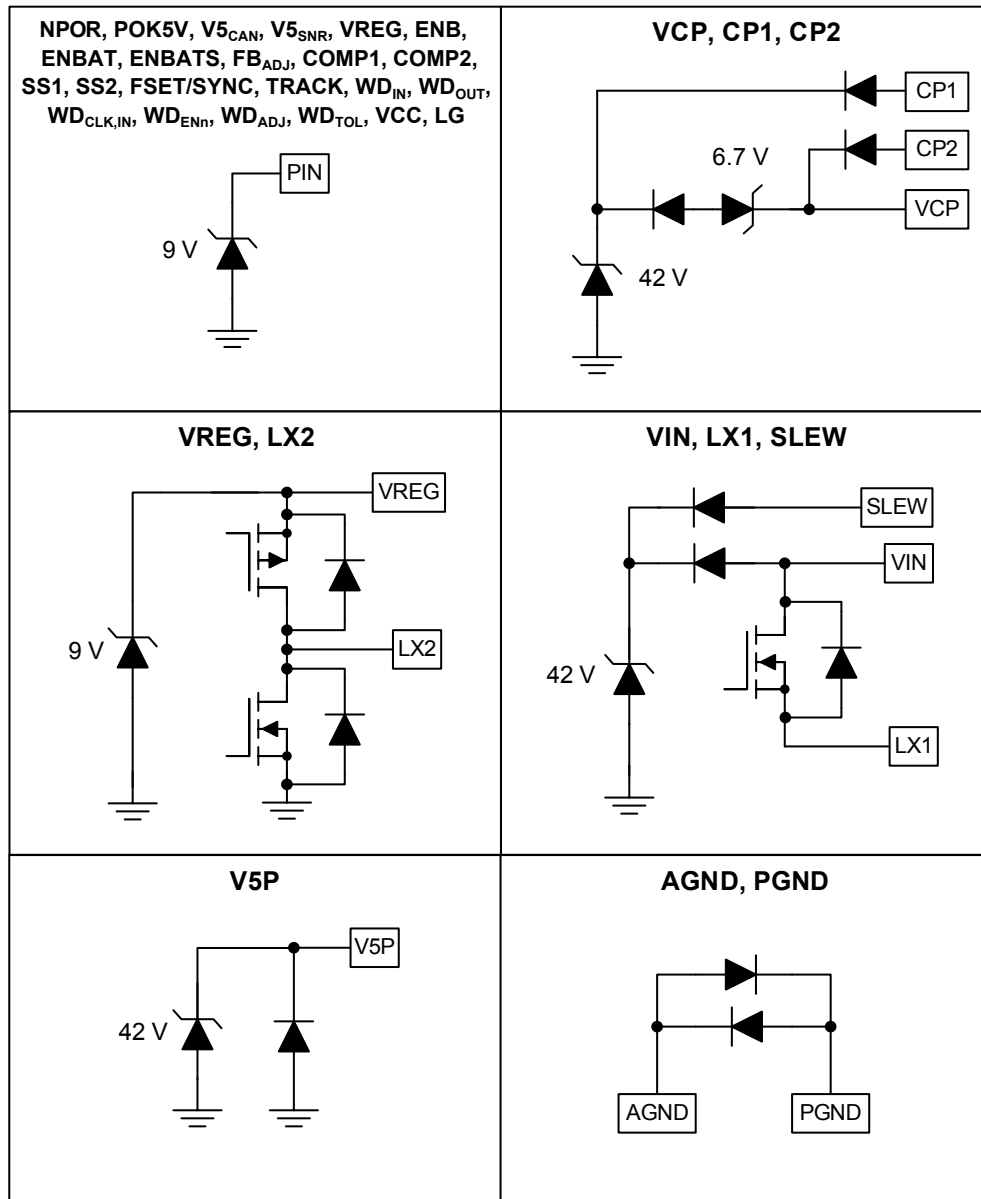 NPOR, POK5V, V5CAN, V5SNR, VREG, ENB,
ENBAT, ENBATS, FBADJ, COMP1, COMP2,
SS1, SS2, FSET/SYNC, TRACK, WDIN, WDOUT,
WDCLK,IN, WDENn, WDADJ, WDTOL, VCC, LG
PIN
9 V
VCP, CP1, CP2
CP1
CP2
6.7 V
VCP
42 V
VREG, LX2
VREG
9 V
LX2
VIN, LX1, SLEW
SLEW
VIN
42 V
LX1
V5P
V5P
42 V
AGND, PGND
AGND
PGND